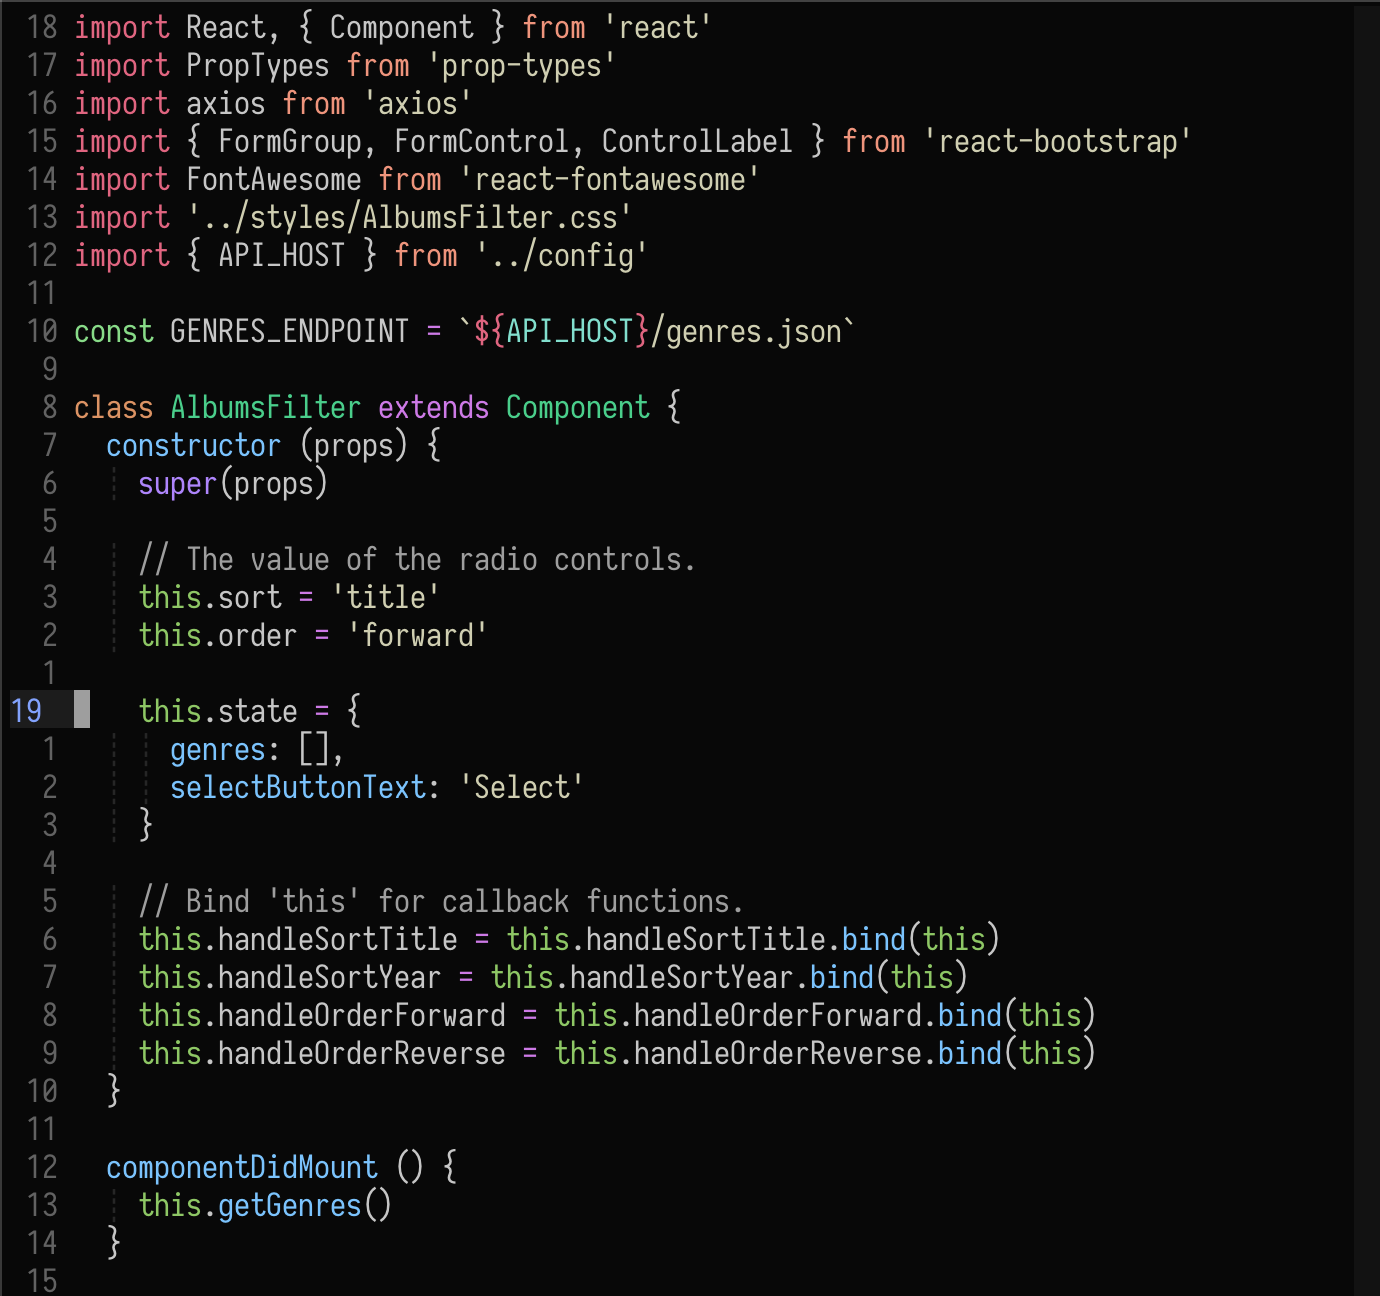 18 import React, { Component } from 'react'
17 import PropTypes from 'prop-types'
16 import axios from 'axios'
15 import { FormGroup, FormControl, ControlLabel } from 'react-bootstrap'
14 import FontAwesome from 'react-fontawesome'
13 import '../styles/AlbumsFilter.css'
12 import { API_HOST } from '../config'
11
10 const GENRES_ENDPOINT = `${API_HOST}/genres.json`
9
8 class AlbumsFilter extends Component {
7   constructor (props) {
6     super(props)
5
4     // The value of the radio controls.
3     this.sort = 'title'
2     this.order = 'forward'
1
19     this.state = {
1       genres: [],
2       selectButtonText: 'Select'
3     }
4
5     // Bind 'this' for callback functions.
6     this.handleSortTitle = this.handleSortTitle.bind(this)
7     this.handleSortYear = this.handleSortYear.bind(this)
8     this.handleOrderForward = this.handleOrderForward.bind(this)
9     this.handleOrderReverse = this.handleOrderReverse.bind(this)
10   }
11
12   componentDidMount () {
13     this.getGenres()
14   }
15